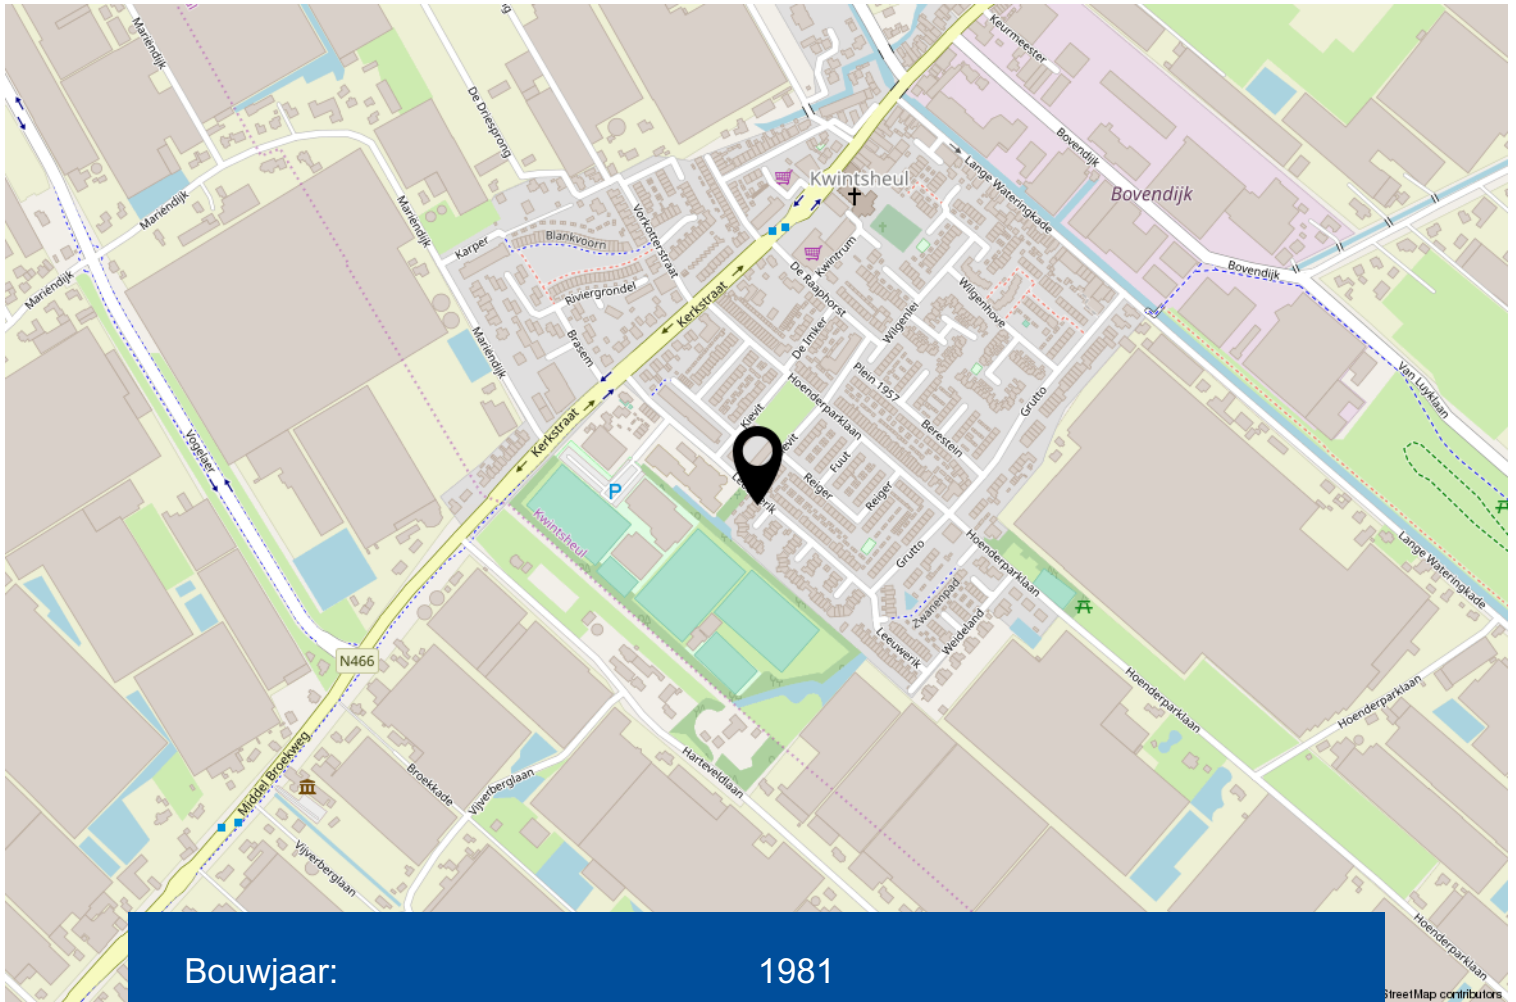 Mariëndijk
De Driesprong
Keurmeester
Bovendijk
Lange Wateringkade
Kwintsheul
Bovendijk
Mariëndijk
Mariëndijk
Vorkotterstraat
Karper
Blankvoorn
Kwintrum
Bovendijk
Mariëndijk
Riviergrondel
De Raaphorst
Wilgenhove
Kerkstraat
Wilgenlei
De Imker
Mariëndijk
Brasem
Plein 1957
Hoenderparklaan
Van Luyklaan
Grutto
Kievit
Kerkstraat
Berestein
Vogelaer
Fuut
Reiger
Reiger
P
Kwintsheul
Grutto
Hoenderparklaan
Lange Wateringkade
Zwanenpad
Weideland
Leeuwerik
N466
Hoenderparklaan
Hoenderparklaan
Middel Broekweg
Harteveldlaan
Broekkade
Vijverberglaan
Vijverberglaan
Hoenderparklaan
Bouwjaar: 1981
StreetMap contributors